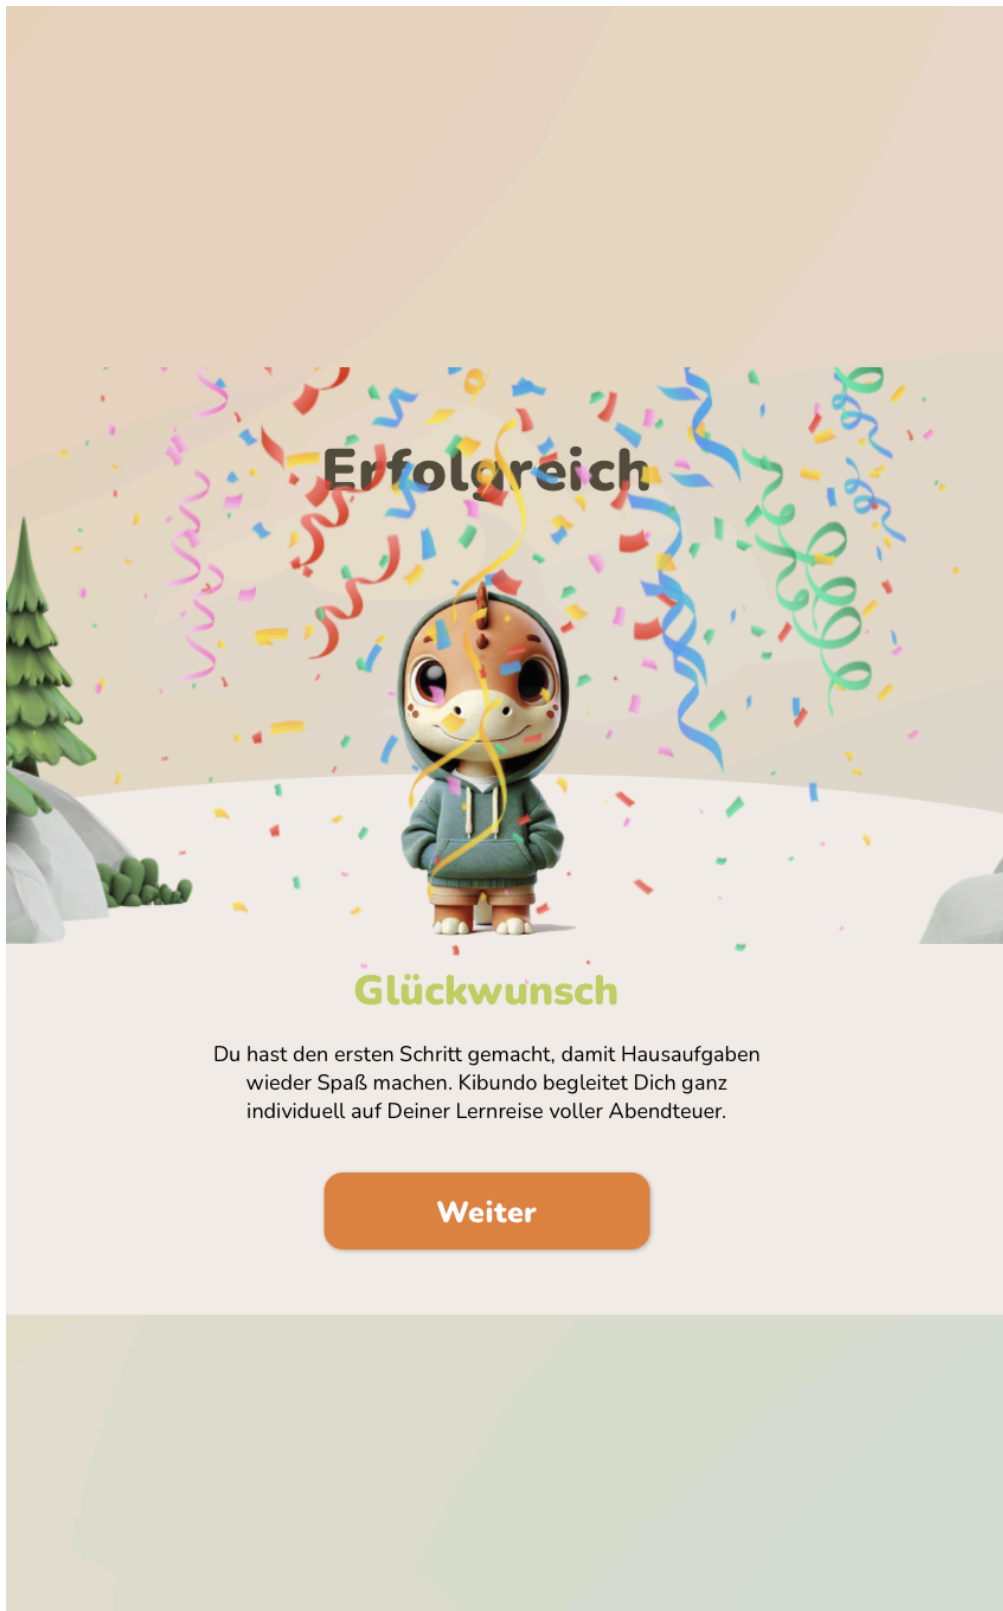 Erfolgreich
Glückwunsch
Du hast den ersten Schritt gemacht, damit Hausaufgaben
wieder Spaß machen. Kibundo begleitet Dich ganz
individuell auf Deiner Lernreise voller Abendteuer.
Weiter